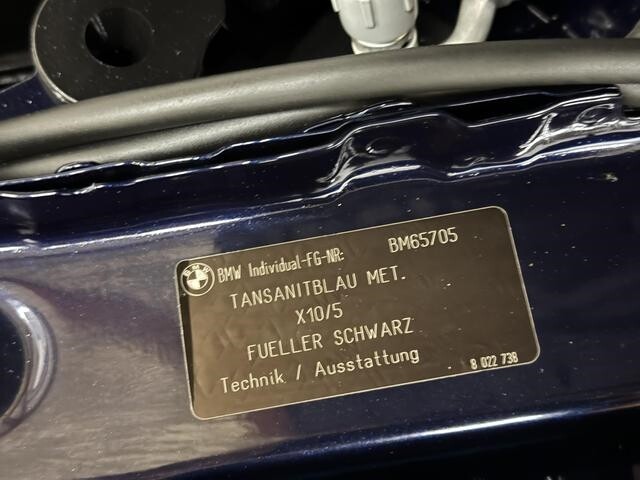 BMW Individual-FG-NR: BM65705
TANSANITBLAU MET.
X10/5
FUELLER SCHWARZ
Technik / Ausstattung
8 022 738